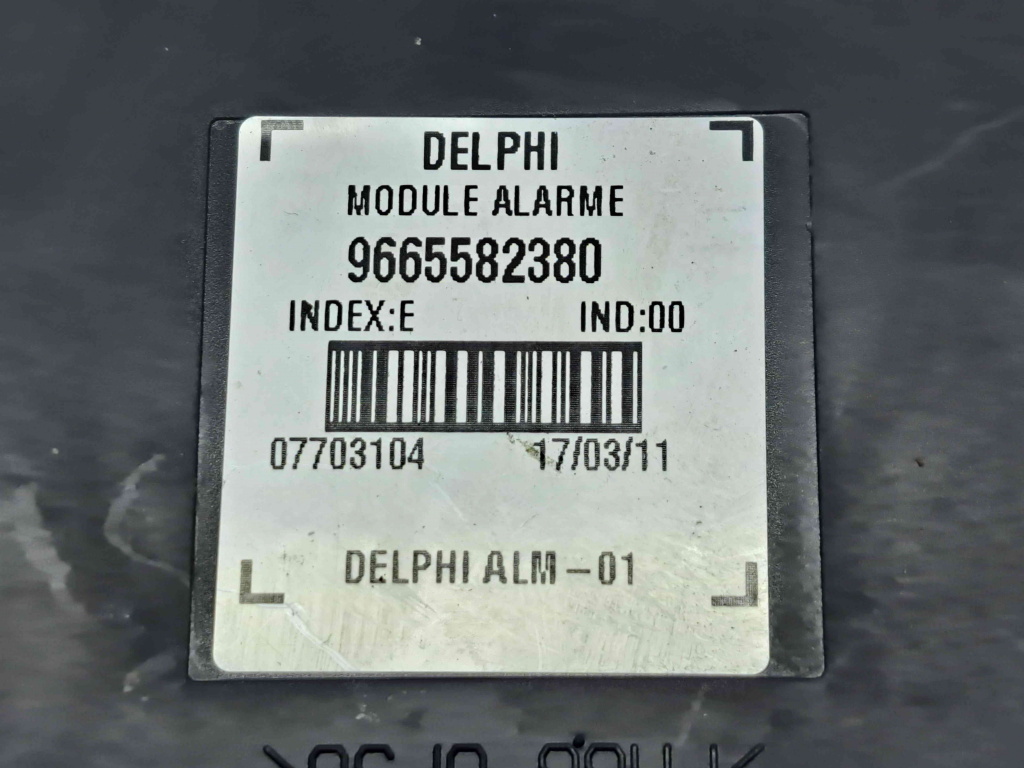 DELPHI
MODULE ALARME
9665582380
INDEX:E IND:00
07703104 17/03/11
DELPHI ALM-01